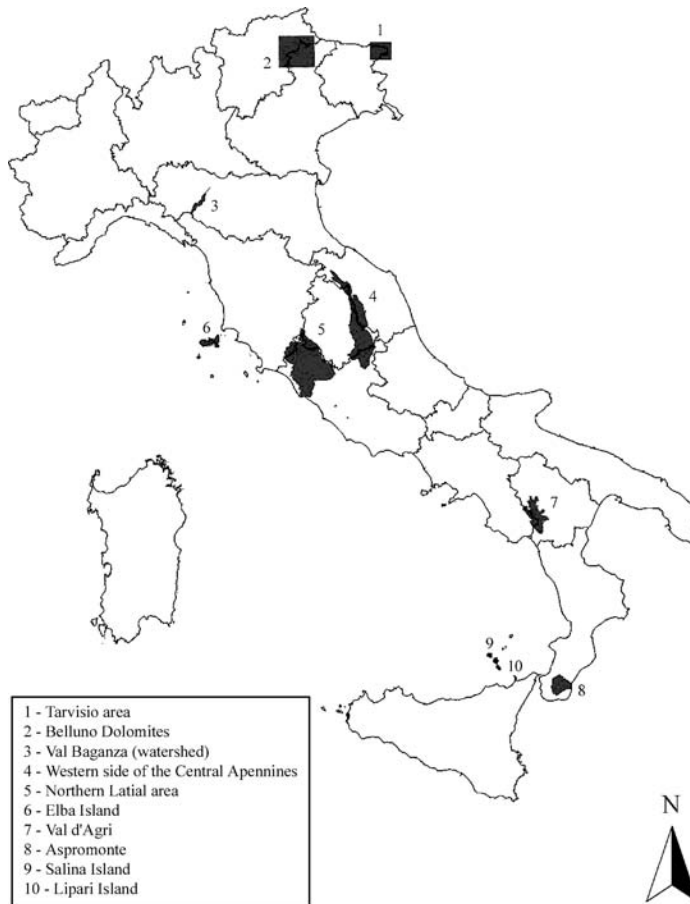 1
2
3
4
5
6
7
9
10
8
1 - Tarvisio area
2 - Belluno Dolomites
3 - Val Baganza (watershed)
4 - Western side of the Central Apennines
5 - Northern Latial area
6 - Elba Island
7 - Val d'Agri
8 - Aspromonte
9 - Salina Island
10 - Lipari Island
N